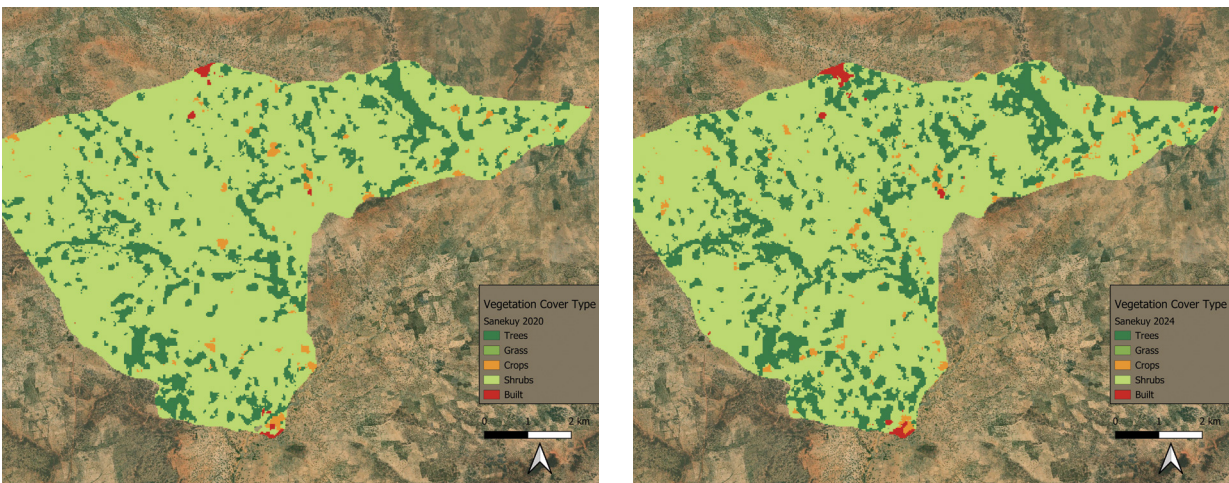 Vegetation Cover Type
Sanekuy 2020
Trees
Grass
Crops
Shrubs
Built
0 1 2 km
Vegetation Cover Type
Sanekuy 2024
Trees
Grass
Crops
Shrubs
Built
0 1 2 km